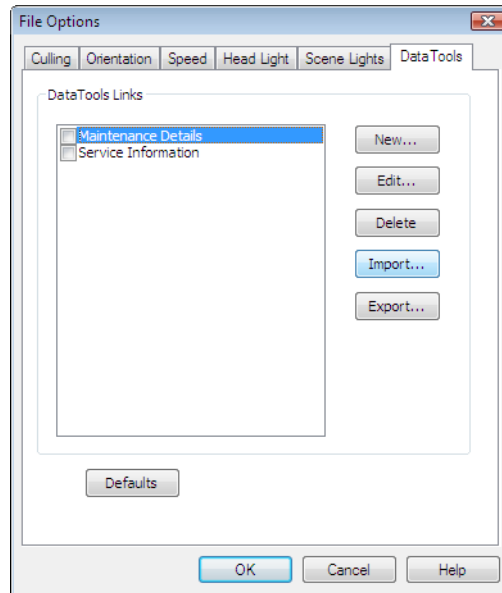 File Options
Culling Orientation Speed Head Light Scene Lights DataTools
DataTools Links
Maintenance Details
Service Information
New...
Edit...
Delete
Import...
Export...
Defaults
OK Cancel Help